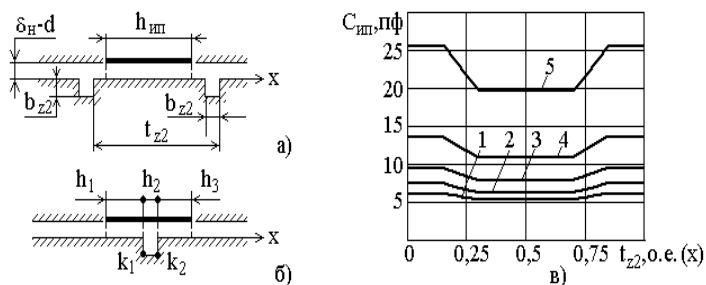 δн-d
hип
x
bz2
bz2
tz2
а)
h1 h2 h3
x
k1 k2
б)
Cип,пф
25
20
15
10
5
5
1 2 3 4
0 0,25 0,5 0,75 tz2,о.е.(x)
в)